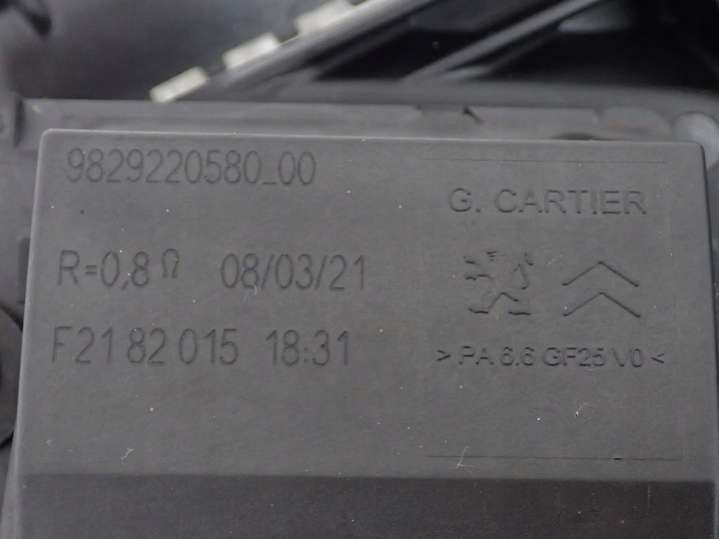 9829220580_00
G. CARTIER
R=0,8 Ω 08/03/21
F21 82 015 18:31
>PA 6.6 GF25 V0<